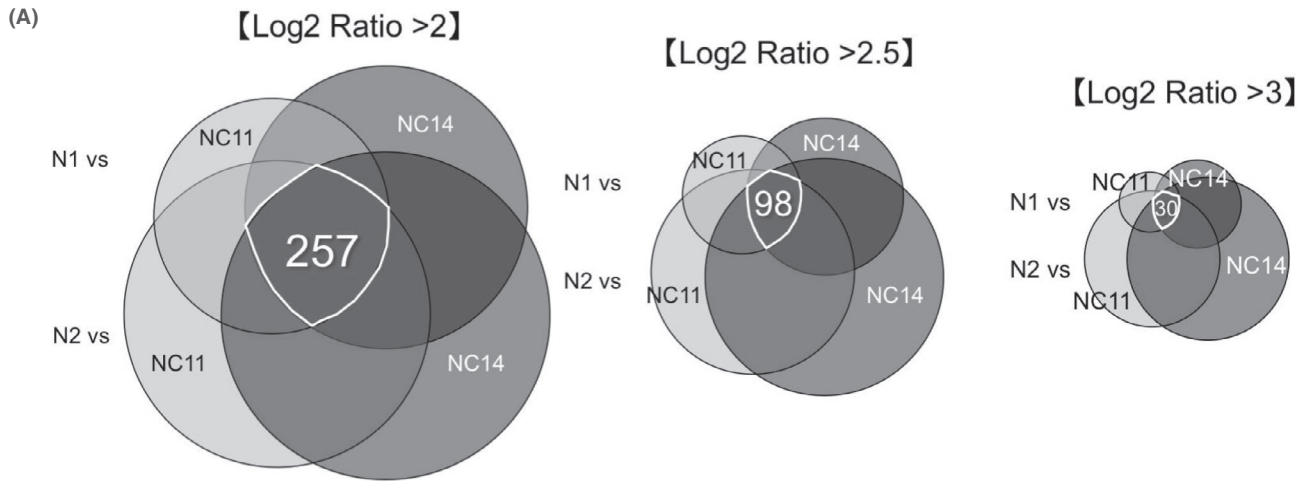 (A)
【Log2 Ratio >2】
N1 vs
NC11
NC14
257
N2 vs
NC11
NC14
【Log2 Ratio >2.5】
N1 vs
NC11
NC14
98
N2 vs
NC11
NC14
【Log2 Ratio >3】
N1 vs
NC11
NC14
30
N2 vs
NC11
NC14